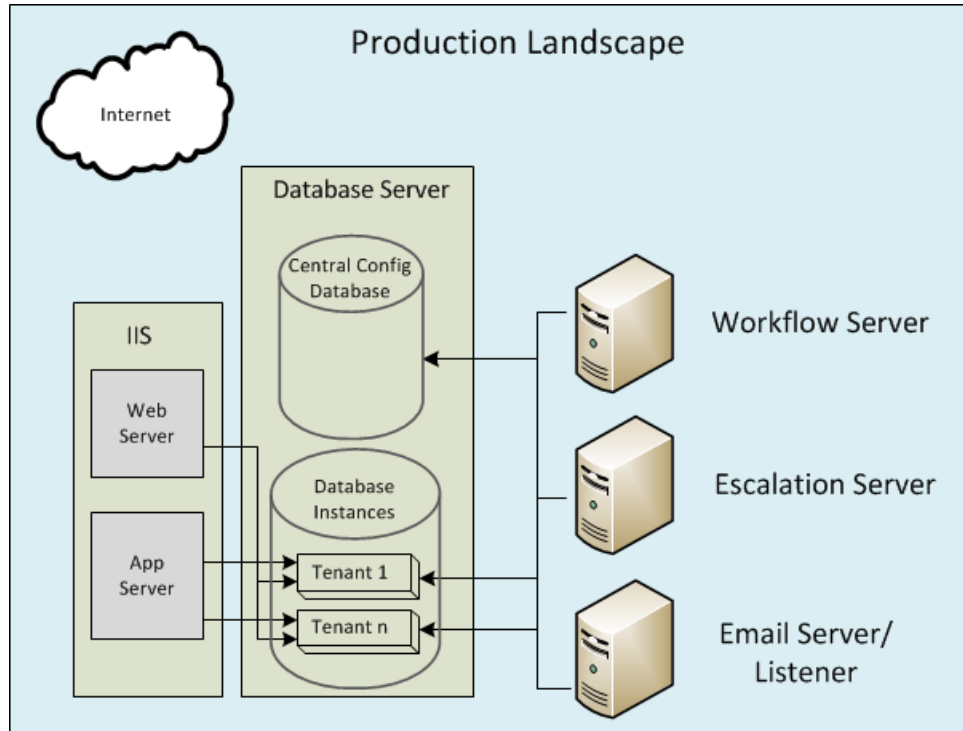 Production Landscape
Internet
Database Server
Central Config
Database
IIS
Web
Server
App
Server
Database
Instances
Tenant 1
Tenant n
Workflow Server
Escalation Server
Email Server/
Listener